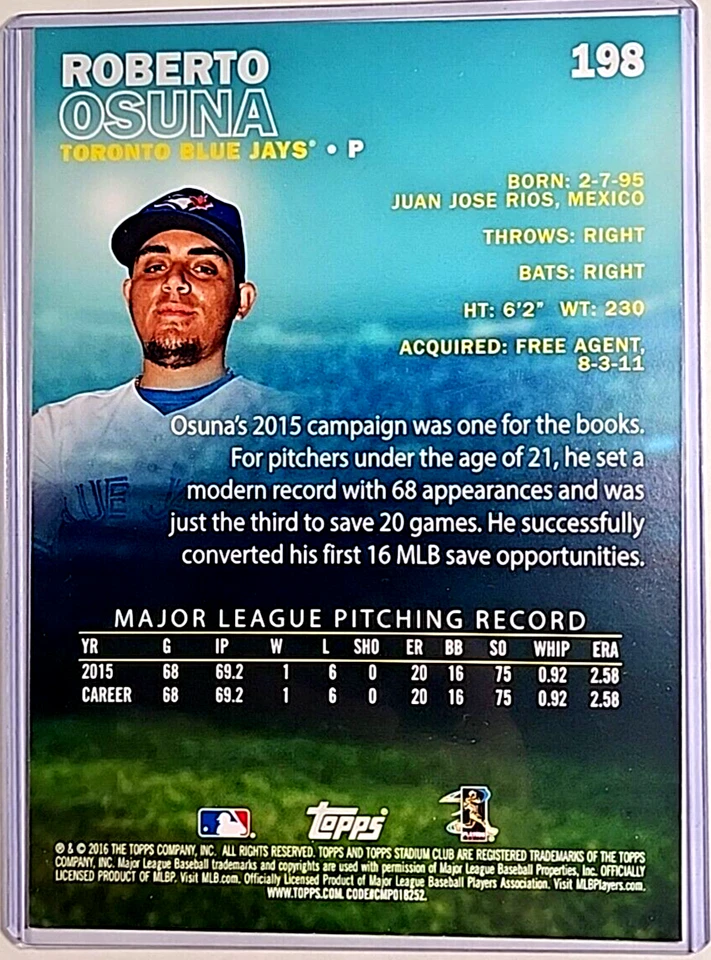 ROBERTO
OSUNA
198
TORONTO BLUE JAYS® • P
BORN: 2-7-95
JUAN JOSE RIOS, MEXICO
THROWS: RIGHT
BATS: RIGHT
HT: 6'2" WT: 230
ACQUIRED: FREE AGENT,
8-3-11
Osuna's 2015 campaign was one for the books.
For pitchers under the age of 21, he set a
modern record with 68 appearances and was
just the third to save 20 games. He successfully
converted his first 16 MLB save opportunities.
MAJOR LEAGUE PITCHING RECORD
YR G IP W L SHO ER BB SO WHIP ERA
2015 68 69.2 1 6 0 20 16 75 0.92 2.58
CAREER 68 69.2 1 6 0 20 16 75 0.92 2.58
TOPPS
PLAYERS
℗ & © 2016 THE TOPPS COMPANY, INC. ALL RIGHTS RESERVED. TOPPS AND TOPPS STADIUM CLUB ARE REGISTERED TRADEMARKS OF THE TOPPS
COMPANY, INC. Major League Baseball trademarks and copyrights are used with permission of Major League Baseball Properties, Inc. OFFICIALLY
LICENSED PRODUCT OF MLBP. Visit MLB.com. Officially Licensed Product of Major League Baseball Players Association. Visit MLBPlayers.com.
WWW.TOPPS.COM. CODE#CMP018252.